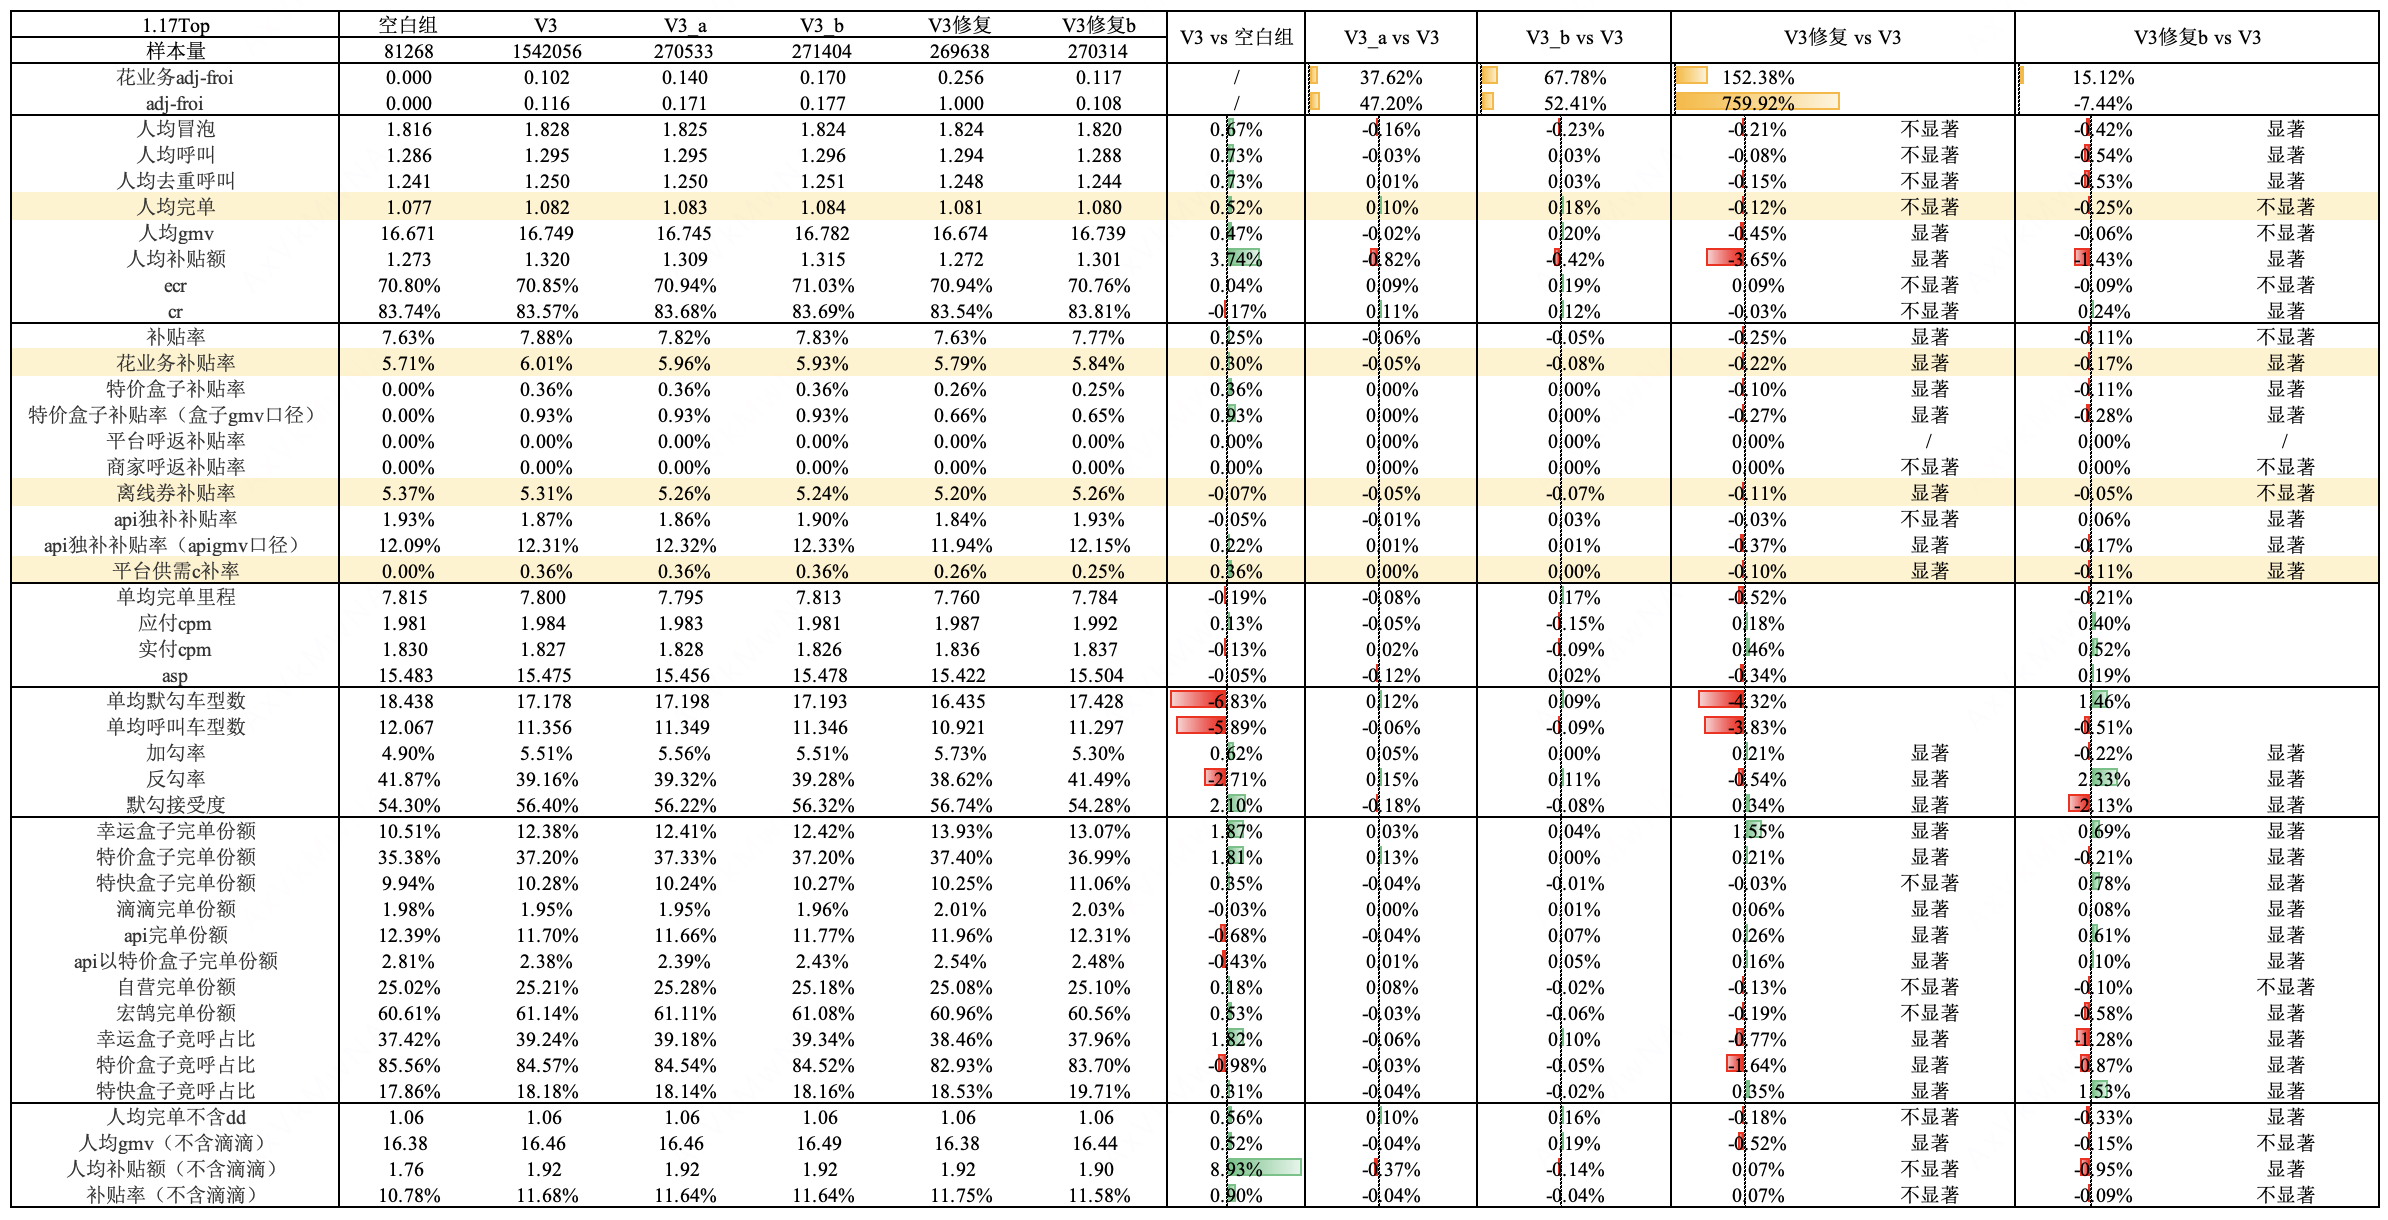 1.17Top 空白组 V3 V3_a V3_b V3修复 V3修复b V3 vs 空白组 V3_a vs V3 V3_b vs V3 V3修复 vs V3 V3修复b vs V3
样本量 81268 1542056 270533 271404 269638 270314
花业务adj-froi 0.000 0.102 0.140 0.170 0.256 0.117 / 37.62% 67.78% 152.38% 15.12%
adj-froi 0.000 0.116 0.171 0.177 1.000 0.108 / 47.20% 52.41% 759.92% -7.44%
人均冒泡 1.816 1.828 1.825 1.824 1.824 1.820 0.67% -0.16% -0.23% -0.21% 不显著 -0.42% 显著
人均呼叫 1.286 1.295 1.295 1.296 1.294 1.288 0.73% -0.03% 0.03% -0.08% 不显著 -0.54% 显著
人均去重呼叫 1.241 1.250 1.250 1.251 1.248 1.244 0.73% 0.01% 0.03% -0.15% 不显著 -0.53% 显著
人均完单 1.077 1.082 1.083 1.084 1.081 1.080 0.52% 0.10% 0.18% -0.12% 不显著 -0.25% 不显著
人均gmv 16.671 16.749 16.745 16.782 16.674 16.739 0.47% -0.02% 0.20% -0.45% 显著 -0.06% 不显著
人均补贴额 1.273 1.320 1.309 1.315 1.272 1.301 3.74% -0.82% -0.42% -3.65% 显著 -1.43% 显著
ecr 70.80% 70.85% 70.94% 71.03% 70.94% 70.76% 0.04% 0.09% 0.19% 0.09% 不显著 -0.09% 不显著
cr 83.74% 83.57% 83.68% 83.69% 83.54% 83.81% -0.17% 0.11% 0.12% -0.03% 不显著 0.24% 显著
补贴率 7.63% 7.88% 7.82% 7.83% 7.63% 7.77% 0.25% -0.06% -0.05% -0.25% 显著 -0.11% 不显著
花业务补贴率 5.71% 6.01% 5.96% 5.93% 5.79% 5.84% 0.30% -0.05% -0.08% -0.22% 显著 -0.17% 显著
特价盒子补贴率 0.00% 0.36% 0.36% 0.36% 0.26% 0.25% 0.36% 0.00% 0.00% -0.10% 显著 -0.11% 显著
特价盒子补贴率（盒子gmv口径） 0.00% 0.93% 0.93% 0.93% 0.66% 0.65% 0.93% 0.00% 0.00% -0.27% 显著 -0.28% 显著
平台呼返补贴率 0.00% 0.00% 0.00% 0.00% 0.00% 0.00% 0.00% 0.00% 0.00% 0.00% / 0.00% /
商家呼返补贴率 0.00% 0.00% 0.00% 0.00% 0.00% 0.00% 0.00% 0.00% 0.00% 0.00% 不显著 0.00% 不显著
离线券补贴率 5.37% 5.31% 5.26% 5.24% 5.20% 5.26% -0.07% -0.05% -0.07% -0.11% 显著 -0.05% 不显著
api独补补贴率 1.93% 1.87% 1.86% 1.90% 1.84% 1.93% -0.05% -0.01% 0.03% -0.03% 不显著 0.06% 显著
api独补补贴率（apigmv口径） 12.09% 12.31% 12.32% 12.33% 11.94% 12.15% 0.22% 0.01% 0.01% -0.37% 显著 -0.17% 显著
平台供需c补率 0.00% 0.36% 0.36% 0.36% 0.26% 0.25% 0.36% 0.00% 0.00% -0.10% 显著 -0.11% 显著
单均完单里程 7.815 7.800 7.795 7.813 7.760 7.784 -0.19% -0.08% 0.17% -0.52% -0.21%
应付cpm 1.981 1.984 1.983 1.981 1.987 1.992 0.13% -0.05% -0.15% 0.18% 0.40%
实付cpm 1.830 1.827 1.828 1.826 1.836 1.837 -0.13% 0.02% -0.09% 0.46% 0.52%
asp 15.483 15.475 15.456 15.478 15.422 15.504 -0.05% -0.12% 0.02% -0.34% 0.19%
单均默勾车型数 18.438 17.178 17.198 17.193 16.435 17.428 -6.83% 0.12% 0.09% -4.32% 1.46%
单均呼叫车型数 12.067 11.356 11.349 11.346 10.921 11.297 -5.89% -0.06% -0.09% -3.83% -0.51%
加勾率 4.90% 5.51% 5.56% 5.51% 5.73% 5.30% 0.62% 0.05% 0.00% 0.21% 显著 -0.22% 显著
反勾率 41.87% 39.16% 39.32% 39.28% 38.62% 41.49% -2.71% 0.15% 0.11% -0.54% 显著 2.33% 显著
默勾接受度 54.30% 56.40% 56.22% 56.32% 56.74% 54.28% 2.10% -0.18% -0.08% 0.34% 显著 -2.13% 显著
幸运盒子完单份额 10.51% 12.38% 12.41% 12.42% 13.93% 13.07% 1.87% 0.03% 0.04% 1.55% 显著 0.69% 显著
特价盒子完单份额 35.38% 37.20% 37.33% 37.20% 37.40% 36.99% 1.81% 0.13% 0.00% 0.21% 显著 -0.21% 显著
特快盒子完单份额 9.94% 10.28% 10.24% 10.27% 10.25% 11.06% 0.35% -0.04% -0.01% -0.03% 不显著 0.78% 显著
滴滴完单份额 1.98% 1.95% 1.95% 1.96% 2.01% 2.03% -0.03% 0.00% 0.01% 0.06% 显著 0.08% 显著
api完单份额 12.39% 11.70% 11.66% 11.77% 11.96% 12.31% -0.68% -0.04% 0.07% 0.26% 显著 0.61% 显著
api以特价盒子完单份额 2.81% 2.38% 2.39% 2.43% 2.54% 2.48% -0.43% 0.01% 0.05% 0.16% 显著 0.10% 显著
自营完单份额 25.02% 25.21% 25.28% 25.18% 25.08% 25.10% 0.18% 0.08% -0.02% -0.13% 不显著 -0.10% 不显著
宏鹄完单份额 60.61% 61.14% 61.11% 61.08% 60.96% 60.56% 0.53% -0.03% -0.06% -0.19% 不显著 -0.58% 显著
幸运盒子竞呼占比 37.42% 39.24% 39.18% 39.34% 38.46% 37.96% 1.82% -0.06% 0.10% -0.77% 显著 -1.28% 显著
特价盒子竞呼占比 85.56% 84.57% 84.54% 84.52% 82.93% 83.70% -0.98% -0.03% -0.05% -1.64% 显著 -0.87% 显著
特快盒子竞呼占比 17.86% 18.18% 18.14% 18.16% 18.53% 19.71% 0.31% -0.04% -0.02% 0.35% 显著 1.53% 显著
人均完单不含dd 1.06 1.06 1.06 1.06 1.06 1.06 0.56% 0.10% 0.16% -0.18% 不显著 -0.33% 显著
人均gmv（不含滴滴） 16.38 16.46 16.46 16.49 16.38 16.44 0.52% -0.04% 0.19% -0.52% 显著 -0.15% 不显著
人均补贴额（不含滴滴） 1.76 1.92 1.92 1.92 1.92 1.90 8.93% -0.37% -0.14% 0.07% 不显著 -0.95% 显著
补贴率（不含滴滴） 10.78% 11.68% 11.64% 11.64% 11.75% 11.58% 0.90% -0.04% -0.04% 0.07% 不显著 -0.09% 不显著